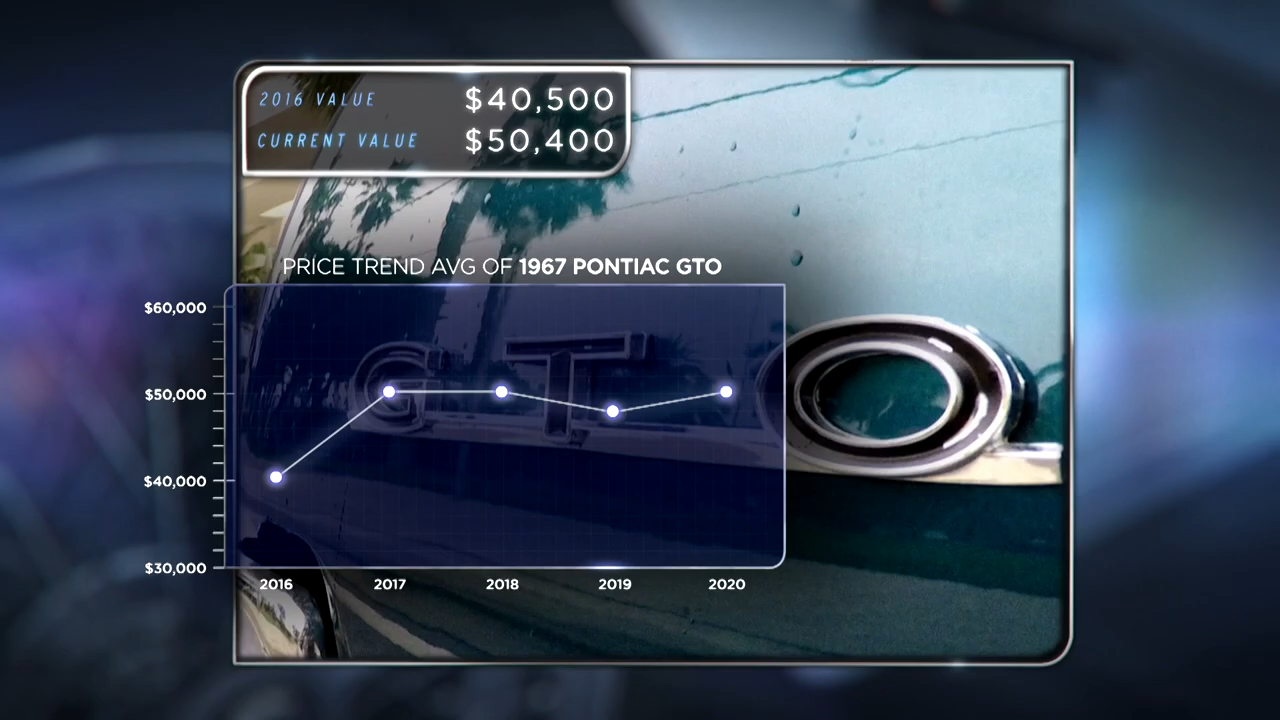 2016 VALUE $40,500
CURRENT VALUE $50,400
PRICE TREND AVG OF 1967 PONTIAC GTO
$60,000
$50,000
$40,000
$30,000
2016 2017 2018 2019 2020
GTO